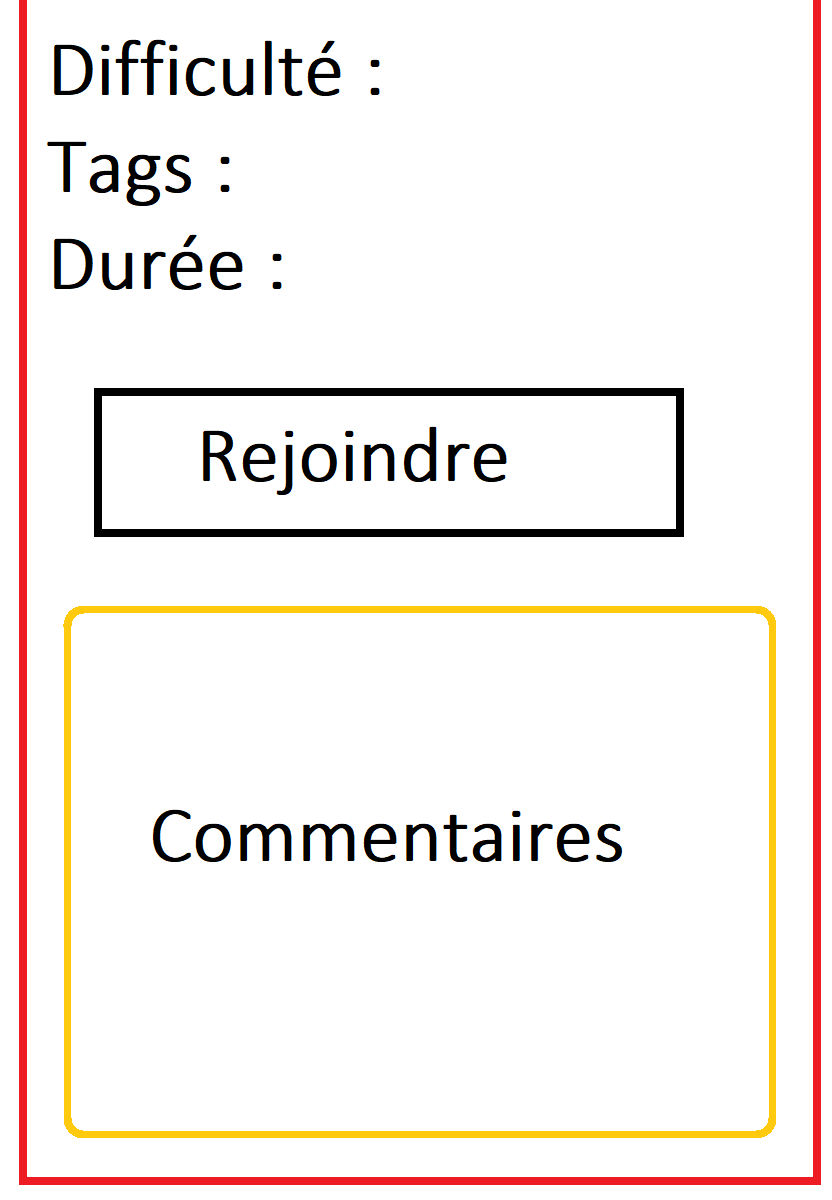 Difficulté :
Tags :
Durée :
Rejoindre
Commentaires